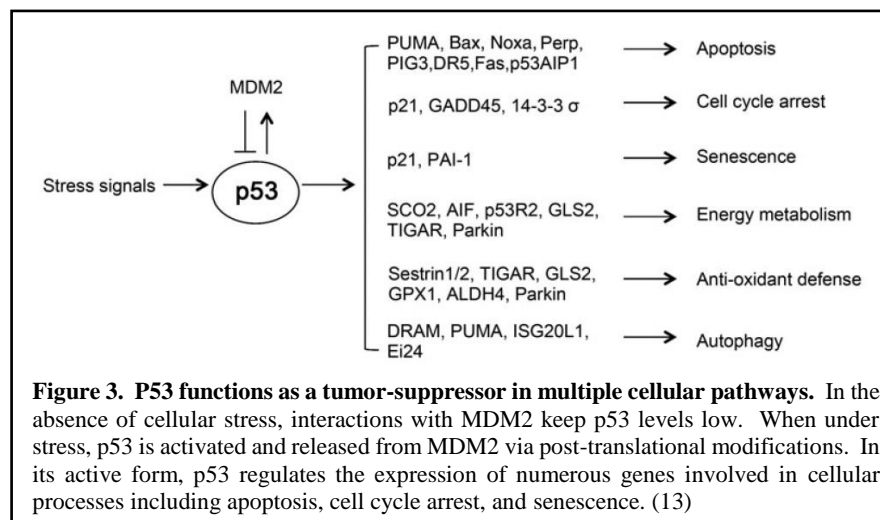 PUMA, Bax, Noxa, Perp,
PIG3,DR5,Fas,p53AIP1
Apoptosis
MDM2
p21, GADD45, 14-3-3 σ
Cell cycle arrest
p21, PAI-1
Senescence
Stress signals
p53
SCO2, AIF, p53R2, GLS2,
TIGAR, Parkin
Energy metabolism
Sestrin1/2, TIGAR, GLS2,
GPX1, ALDH4, Parkin
Anti-oxidant defense
DRAM, PUMA, ISG20L1,
Ei24
Autophagy
Figure 3. P53 functions as a tumor-suppressor in multiple cellular pathways. In the
absence of cellular stress, interactions with MDM2 keep p53 levels low. When under
stress, p53 is activated and released from MDM2 via post-translational modifications. In
its active form, p53 regulates the expression of numerous genes involved in cellular
processes including apoptosis, cell cycle arrest, and senescence. (13)